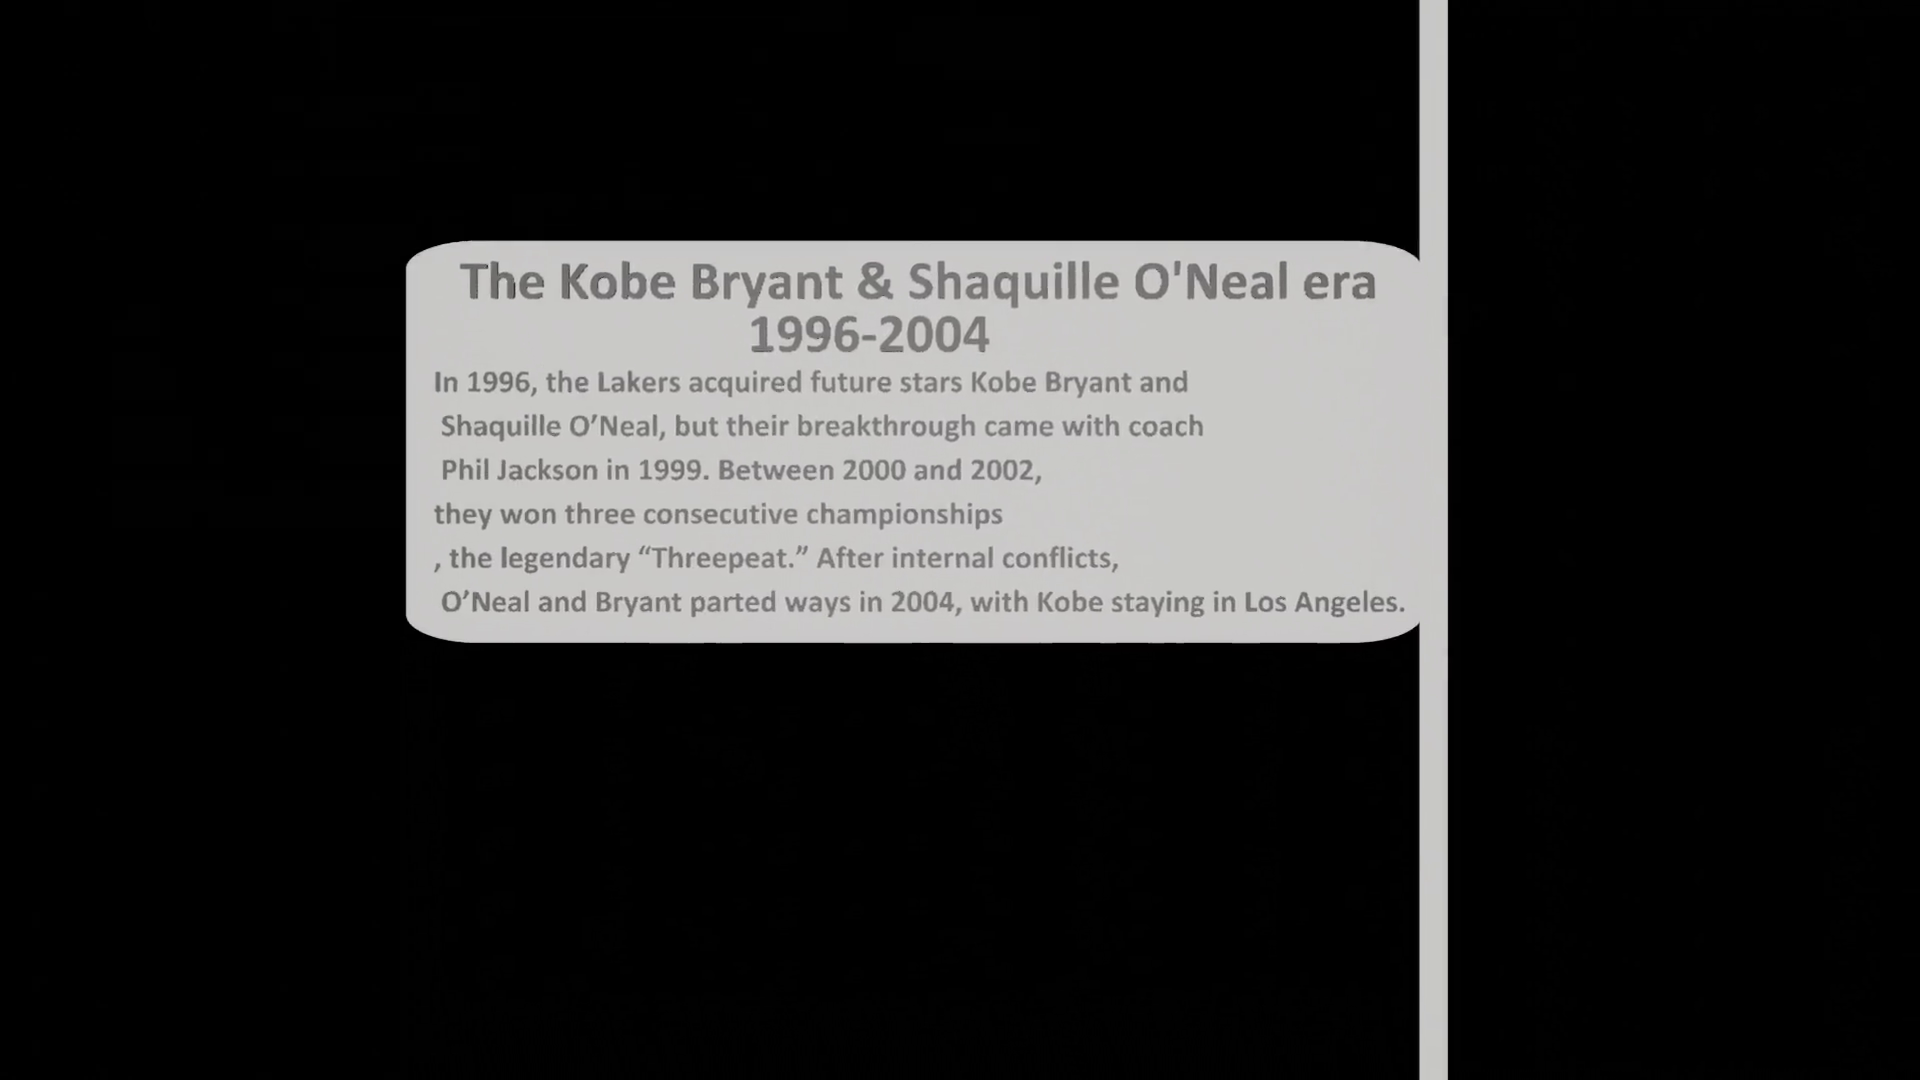 The Kobe Bryant & Shaquille O'Neal era
1996-2004
In 1996, the Lakers acquired future stars Kobe Bryant and
Shaquille O’Neal, but their breakthrough came with coach
Phil Jackson in 1999. Between 2000 and 2002,
they won three consecutive championships
, the legendary “Threepeat.” After internal conflicts,
O’Neal and Bryant parted ways in 2004, with Kobe staying in Los Angeles.